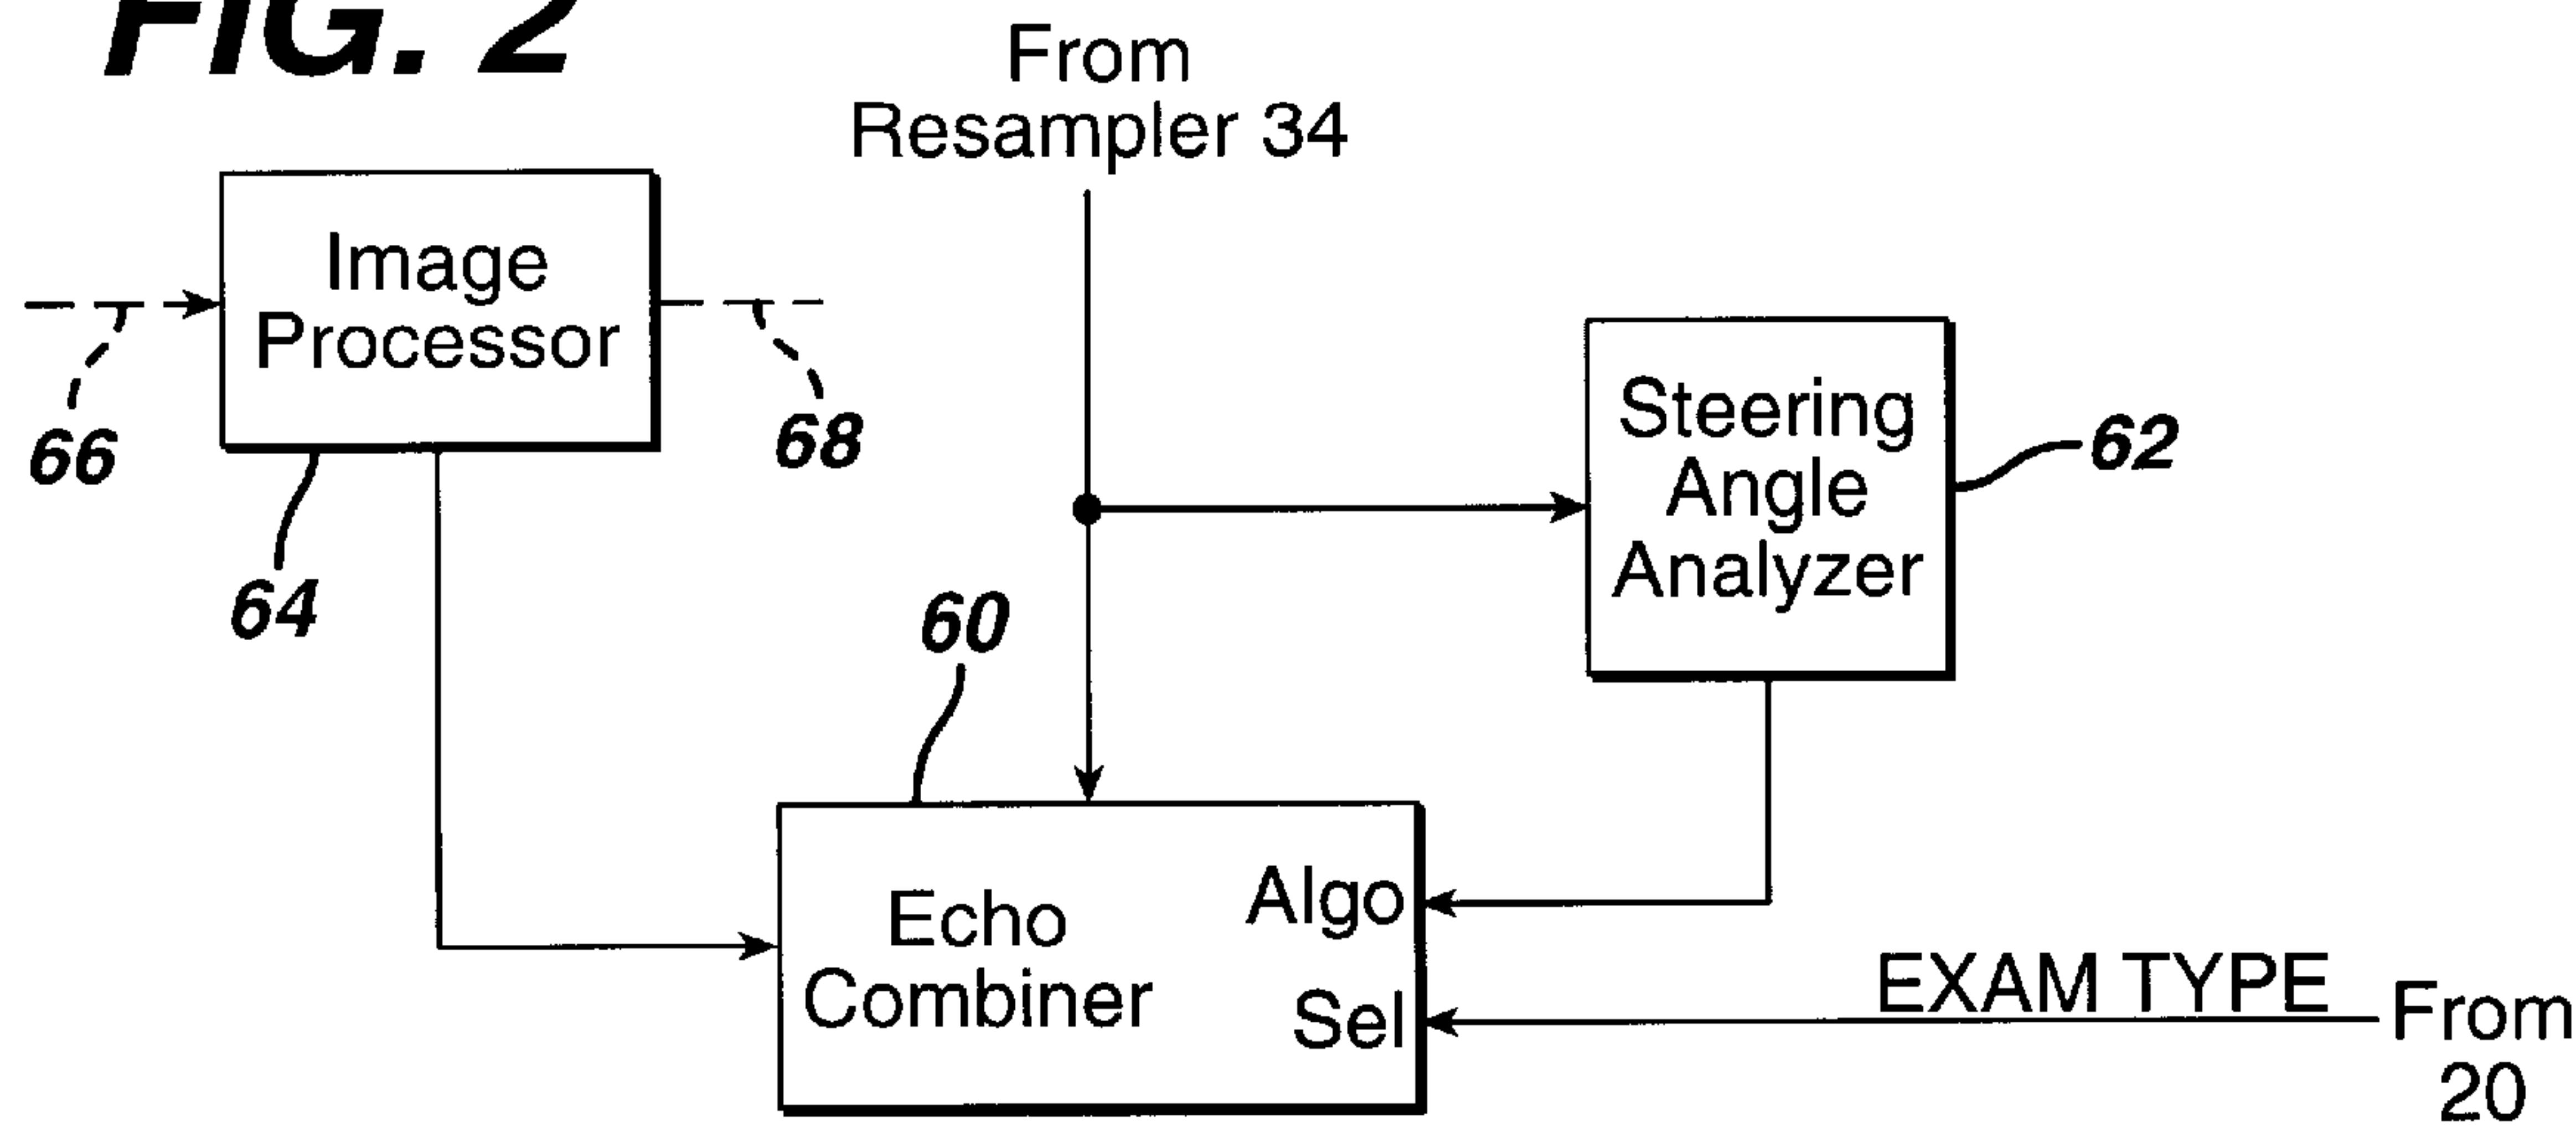 FIG. 2
From
Resampler 34
Image
Processor
66
68
64
Steering
Angle
Analyzer
62
60
Echo
Combiner
Algo
Sel
EXAM TYPE
From
20